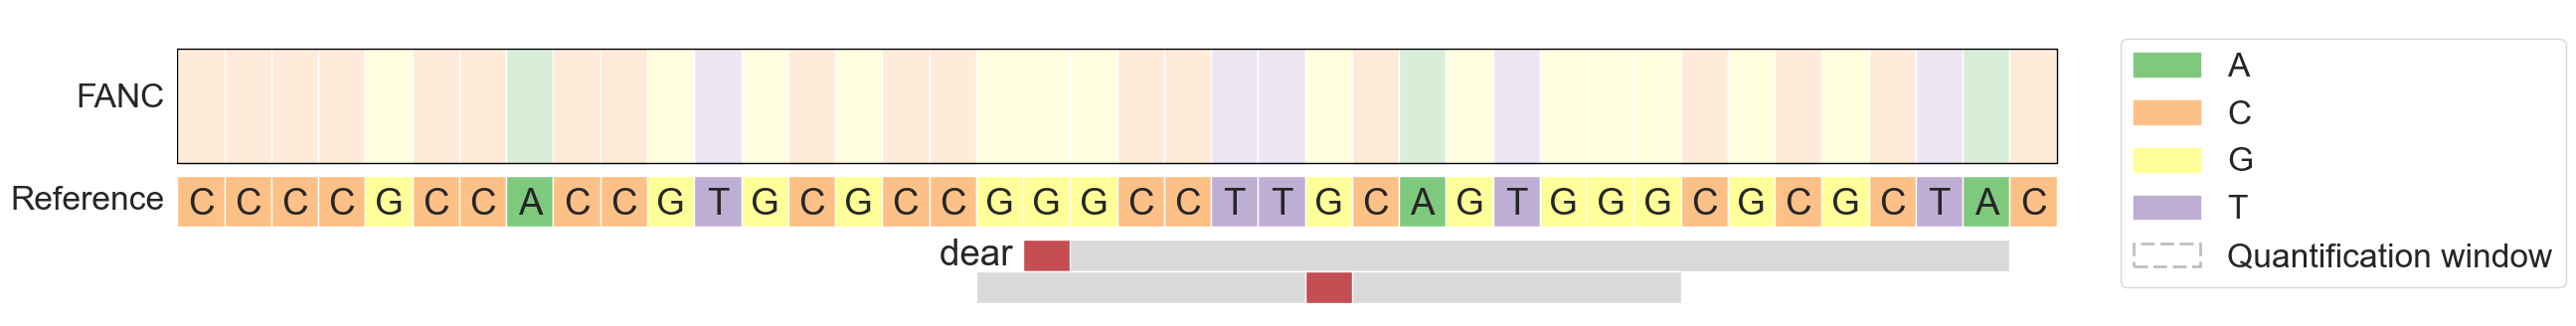 FANC
Reference C C C C G C C A C C G T G C G C C G G G C C T T G C A G T G G G C G C G C T A C
dear
A
C
G
T
Quantification window